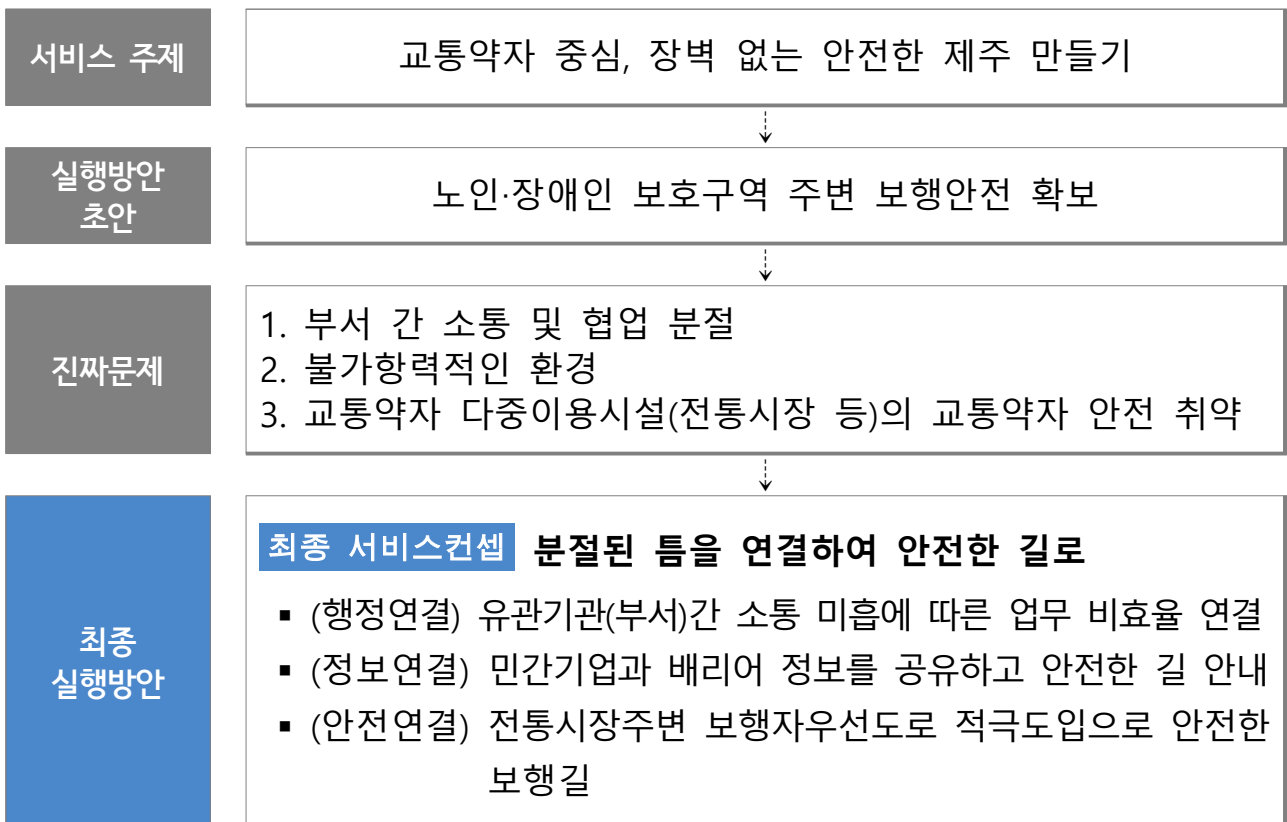 서비스 주제
교통약자 중심, 장벽 없는 안전한 제주 만들기
실행방안
초안
노인·장애인 보호구역 주변 보행안전 확보
진짜문제
1. 부서 간 소통 및 협업 분절
2. 불가항력적인 환경
3. 교통약자 다중이용시설(전통시장 등)의 교통약자 안전 취약
최종
실행방안
최종 서비스컨셉 분절된 틈을 연결하여 안전한 길로
▪ (행정연결) 유관기관(부서)간 소통 미흡에 따른 업무 비효율 연결
▪ (정보연결) 민간기업과 배리어 정보를 공유하고 안전한 길 안내
▪ (안전연결) 전통시장주변 보행자우선도로 적극도입으로 안전한
보행길